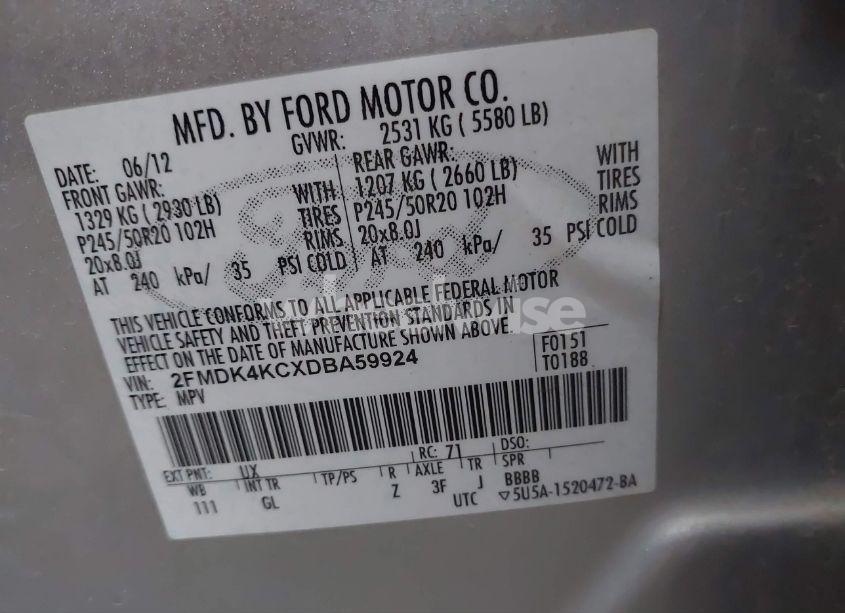 MFD. BY FORD MOTOR CO.
DATE: 06/12 GVWR: 2531 KG ( 5580 LB)
FRONT GAWR: REAR GAWR:
1329 KG ( 2930 LB) WITH 1207 KG ( 2660 LB) WITH
P245/50R20 102H TIRES P245/50R20 102H TIRES
20x8.0J RIMS 20x8.0J RIMS
AT 240 kPa/ 35 PSI COLD AT 240 kPa/ 35 PSI COLD
THIS VEHICLE CONFORMS TO ALL APPLICABLE FEDERAL MOTOR
VEHICLE SAFETY AND THEFT PREVENTION STANDARDS IN
EFFECT ON THE DATE OF MANUFACTURE SHOWN ABOVE.
VIN: 2FMDK4KCXDBA59924 F0151
TYPE: MPV T0188
RC: 71 DSO:
EXT PNT: UX
WB INT TR TP/PS R AXLE TR SPR
111 GL Z 3F J BBBB
UTC ▽5U5A-1520472-BA